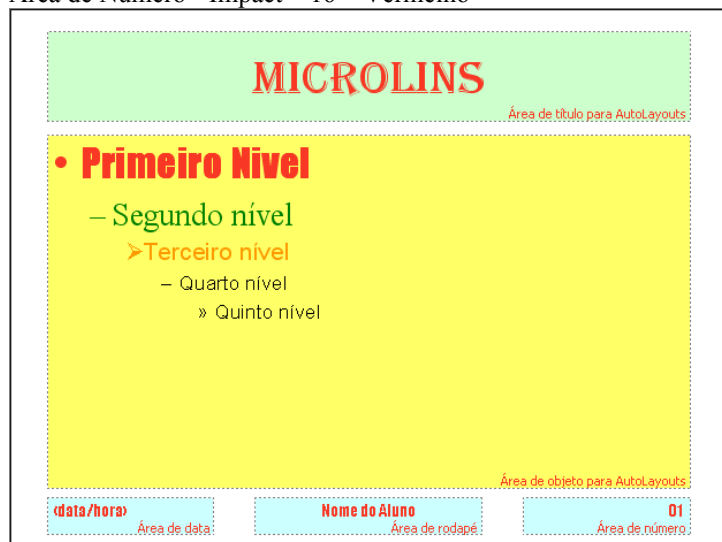 Área de Número - Impact – 16 – Vermelho
MICROLINS
Área de título para AutoLayouts
• Primeiro Nivel
– Segundo nível
➢Terceiro nível
– Quarto nível
» Quinto nível
Área de objeto para AutoLayouts
<data/hora>
Área de data
Nome do Aluno
Área de rodapé
01
Área de número